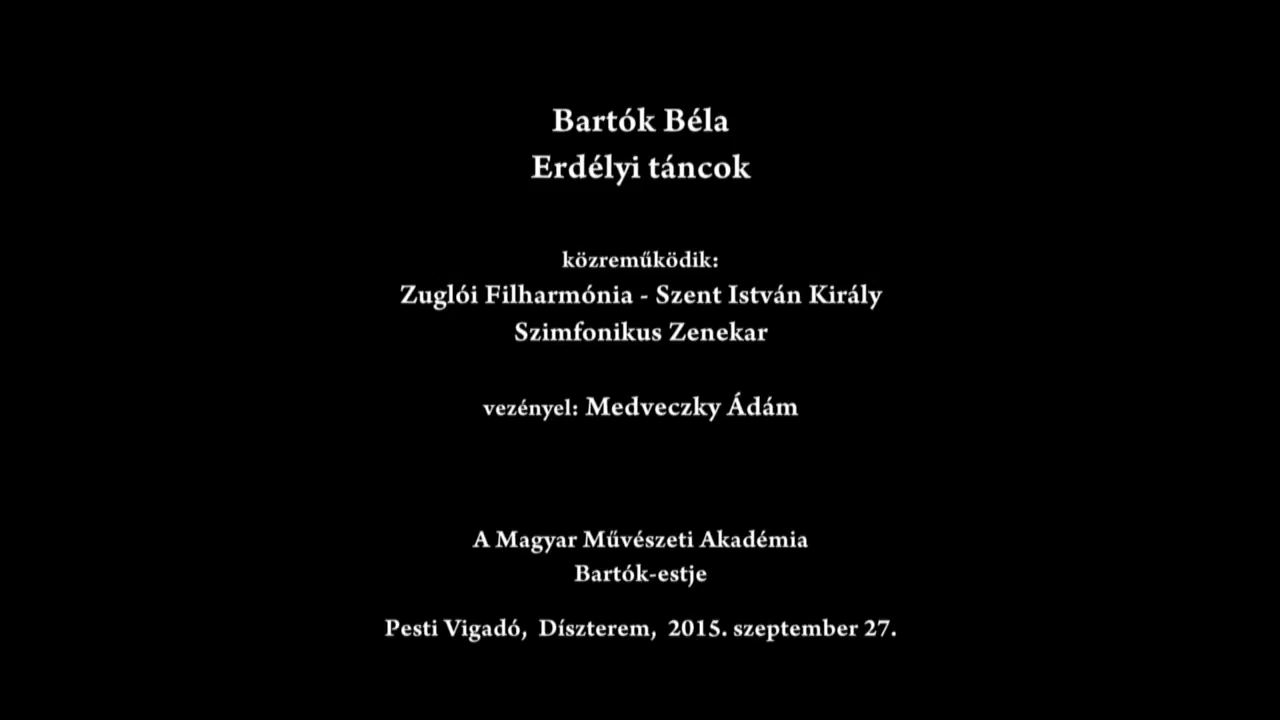 Bartók Béla
Erdélyi táncok
közreműködik:
Zuglói Filharmónia - Szent István Király
Szimfonikus Zenekar
vezényel: Medveczky Ádám
A Magyar Művészeti Akadémia
Bartók-estje
Pesti Vigadó, Díszterem, 2015. szeptember 27.